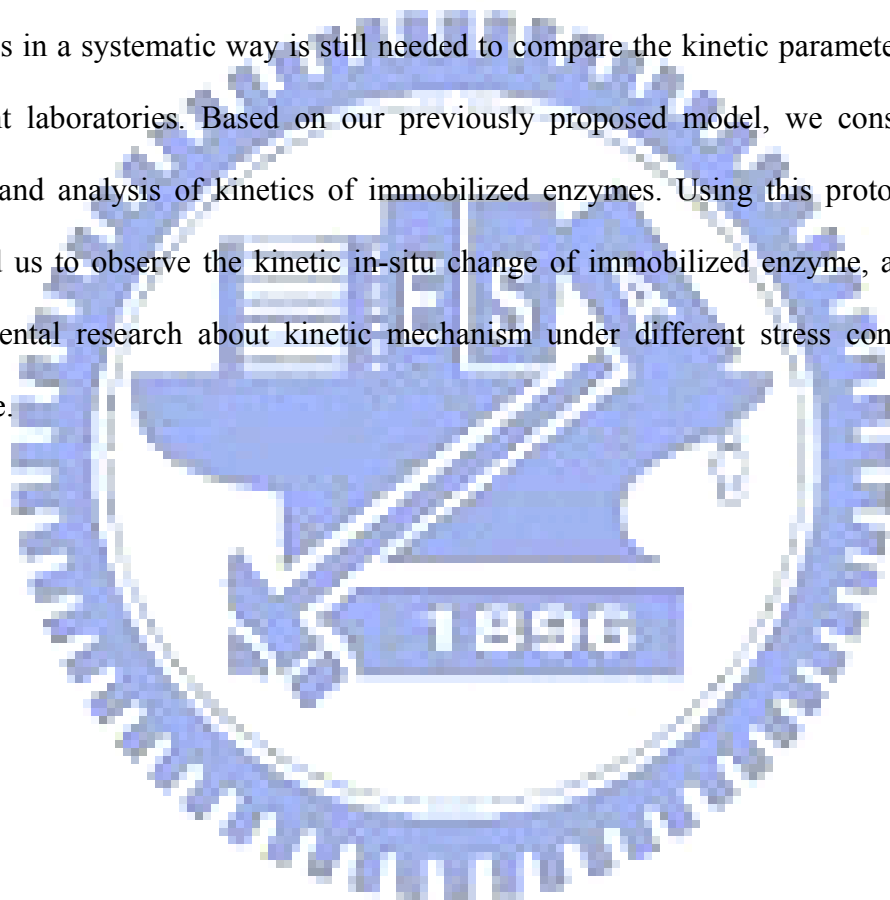 s in a systematic way is still needed to compare the kinetic paramete
t laboratories. Based on our previously proposed model, we cons
and analysis of kinetics of immobilized enzymes. Using this proto
l us to observe the kinetic in-situ change of immobilized enzyme, a
ental research about kinetic mechanism under different stress con
e.
ES
1896